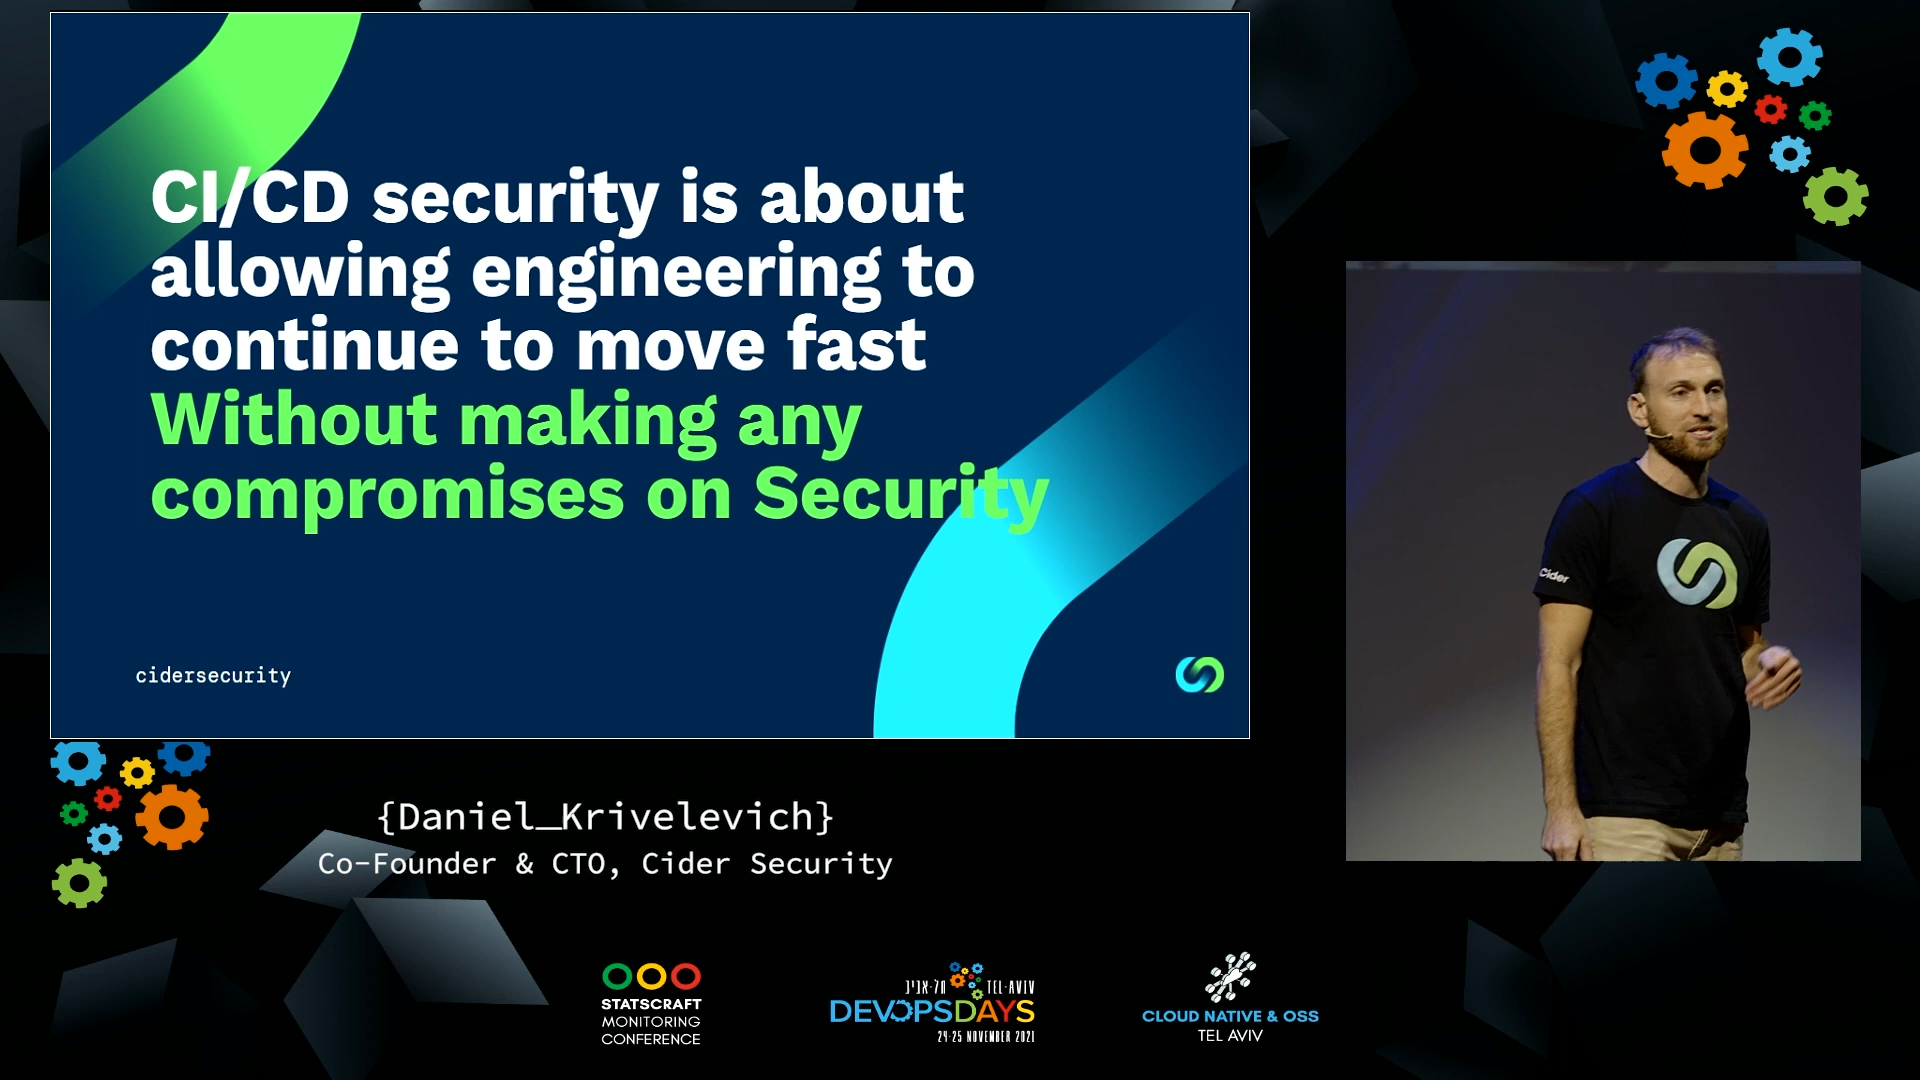 CI/CD security is about
allowing engineering to
continue to move fast
Without making any
compromises on Security
cidersecurity
Cider
{Daniel_Krivelevich}
Co-Founder & CTO, Cider Security
STATSCRAFT
MONITORING
CONFERENCE
תל-אביב TEL-AVIV
DEVOPSDAYS
24-25 NOVEMBER 2021
CLOUD NATIVE & OSS
TEL AVIV